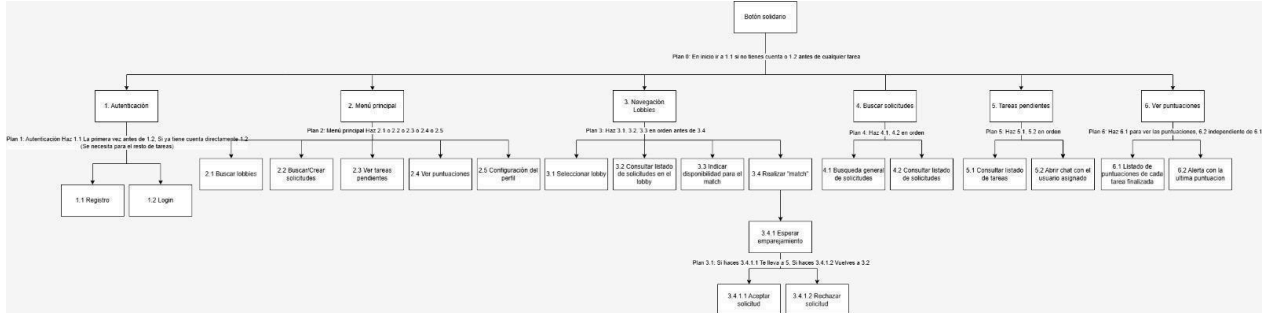 Botón solidario
Plan 0: En inicio ir a 1.1 si no tienes cuenta o 1.2 antes de cualquier tarea
1. Autenticación
2. Menú principal
3. Navegación
Lobbies
4. Buscar solicitudes
5. Tareas pendientes
6. Ver puntuaciones
Plan 1: Autenticación Haz 1.1 La primera vez antes de 1.2, Si ya tiene cuenta directamente 1.2
(Se necesita para el resto de tareas)
Plan 2: Menú principal Haz 2.1 o 2.2 o 2.3 o 2.4 o 2.5
Plan 3: Haz 3.1, 3.2, 3.3 en orden antes de 3.4
Plan 4: Haz 4.1, 4.2 en orden
Plan 5: Haz 5.1, 5.2 en orden
Plan 6: Haz 6.1 para ver las puntuaciones, 6.2 independiente de 6.1
1.1 Registro
1.2 Login
2.1 Buscar lobbies
2.2 Buscar/Crear
solicitudes
2.3 Ver tareas
pendientes
2.4 Ver puntuaciones
2.5 Configuración del
perfil
3.1 Seleccionar lobby
3.2 Consultar listado
de solicitudes en el
lobby
3.3 Indicar
disponibilidad para el
match
3.4 Realizar "match"
4.1 Busqueda general
de solicitudes
4.2 Consultar listado
de solicitudes
5.1 Consultar listado
de tareas
5.2 Abrir chat con el
usuario asignado
6.1 Listado de
puntuaciones de cada
tarea finalizada
6.2 Alerta con la
ultima puntuacion
3.4.1 Esperar
emparejamiento
Plan 3.1: Si haces 3.4.1.1 Te lleva a 5, Si haces 3.4.1.2 Vuelves a 3.2
3.4.1.1 Aceptar
solicitud
3.4.1.2 Rechazar
solicitud